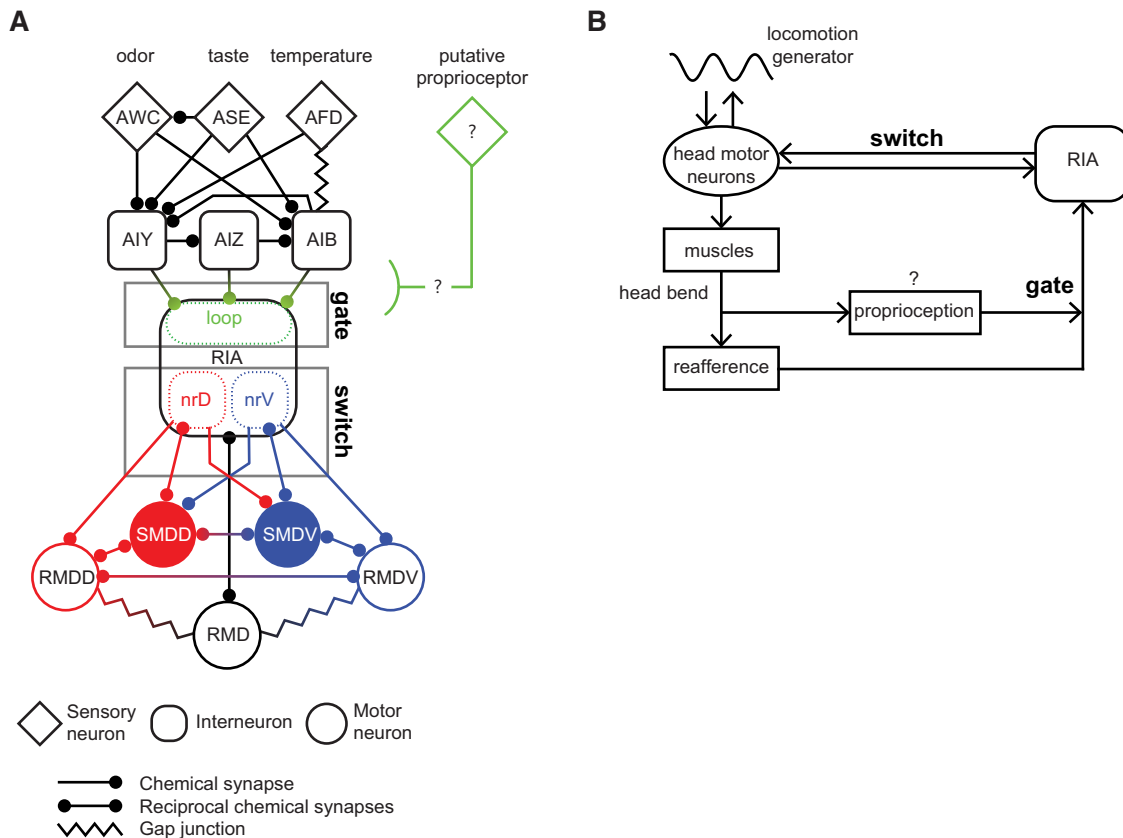 A
odor
taste
temperature
putative
proprioceptor
AWC
ASE
AFD
?
AIY
AIZ
AIB
?
gate
loop
RIA
switch
nrD
nrV
SMDD
SMDV
RMDD
RMDV
RMD
Sensory
neuron
Interneuron
Motor
neuron
Chemical synapse
Reciprocal chemical synapses
Gap junction
B
locomotion
generator
switch
head motor
neurons
RIA
muscles
head bend
?
gate
proprioception
reafference